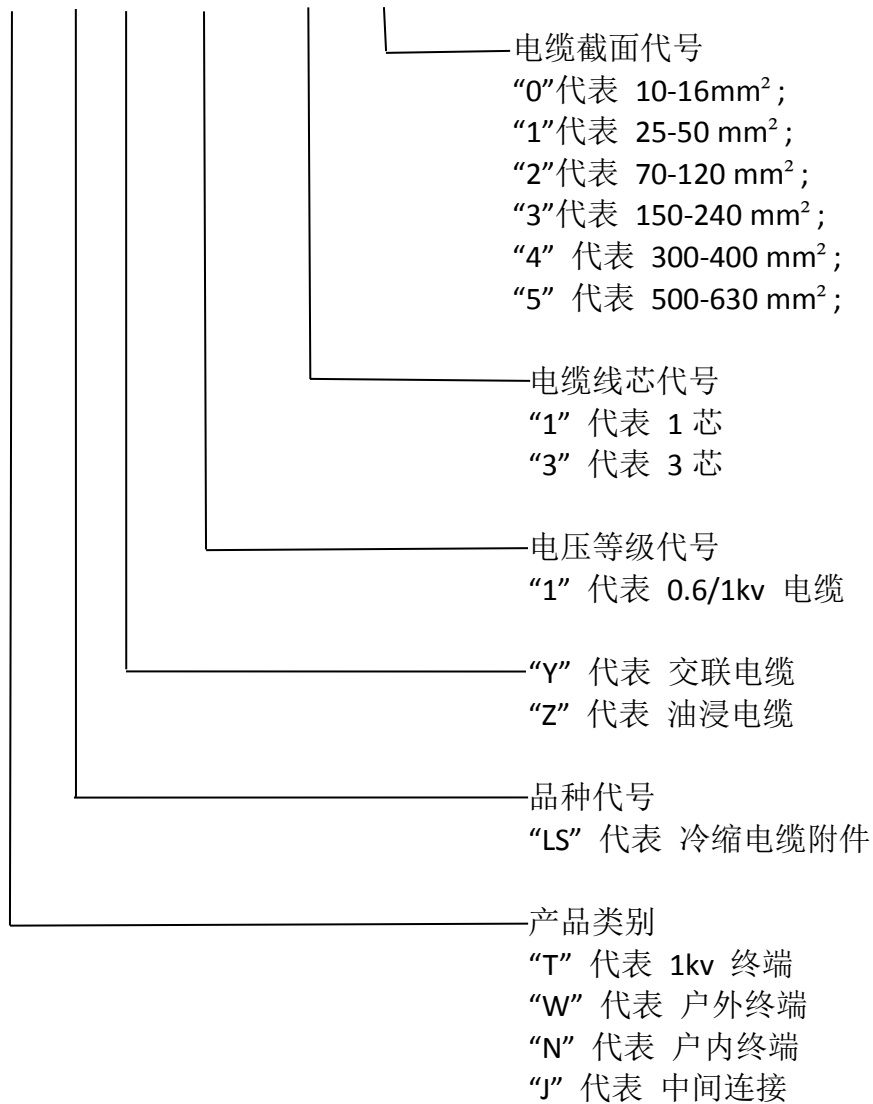 电缆截面代号
“0”代表 10-16mm²；
“1”代表 25-50 mm²；
“2”代表 70-120 mm²；
“3”代表 150-240 mm²；
“4” 代表 300-400 mm²；
“5” 代表 500-630 mm²；
电缆线芯代号
“1” 代表 1 芯
“3” 代表 3 芯
电压等级代号
“1” 代表 0.6/1kv 电缆
“Y” 代表 交联电缆
“Z” 代表 油浸电缆
品种代号
“LS” 代表 冷缩电缆附件
产品类别
“T” 代表 1kv 终端
“W” 代表 户外终端
“N” 代表 户内终端
“J” 代表 中间连接